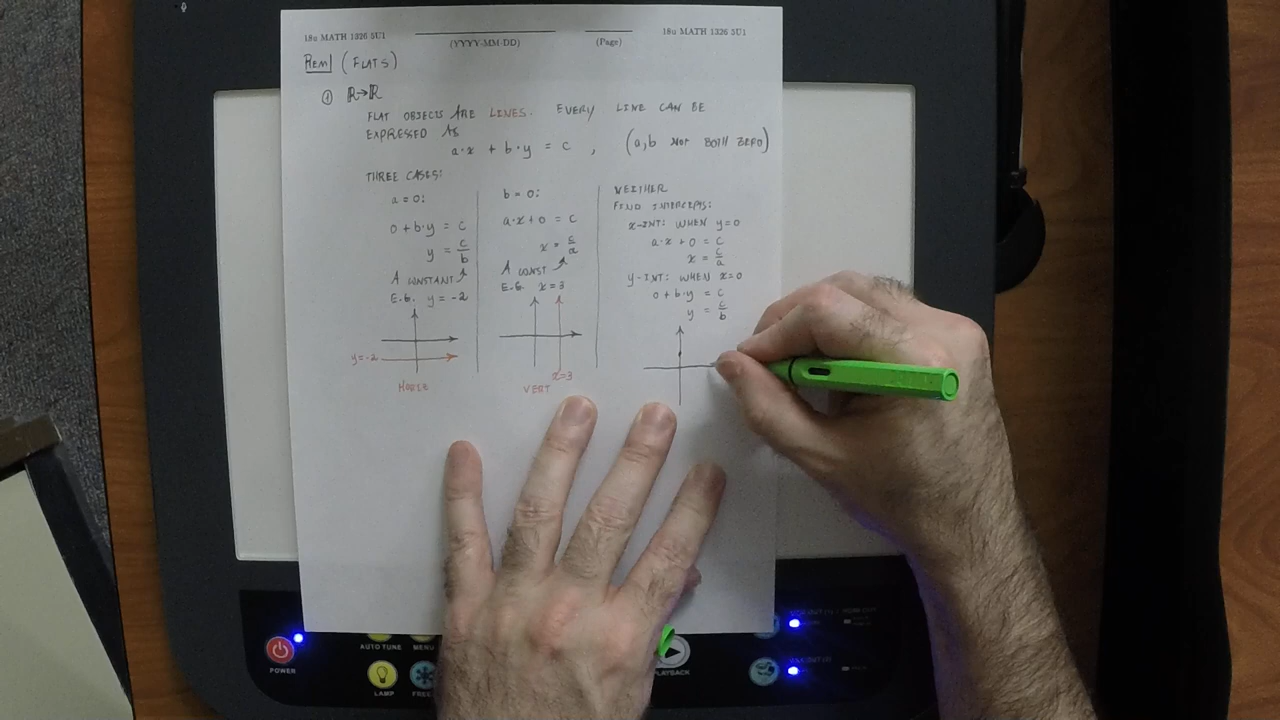 18u MATH 1326 5U1
(YYYY-MM-DD)
(Page)
18u MATH 1326 5U1
REM (FLATS)
① ℝ→ℝ
FLAT OBJECTS ARE LINES. EVERY LINE CAN BE
EXPRESSED AS
a·x + b·y = c, (a,b NOT BOTH ZERO)
THREE CASES:
a = 0:
0 + b·y = c
y = c/b
A CONSTANT
E.G. y = -2
y=-2
HORIZ
b = 0:
a·x + 0 = c
x = c/a
A CONST
E.G. x = 3
x=3
VERT
NEITHER
FIND INTERCEPTS:
x-INT: WHEN y=0
a·x + 0 = c
x = c/a
y-INT: WHEN x=0
0 + b·y = c
y = c/b
POWER
AUTO TUNE
MENU
LAMP
FREE
PLAYBACK